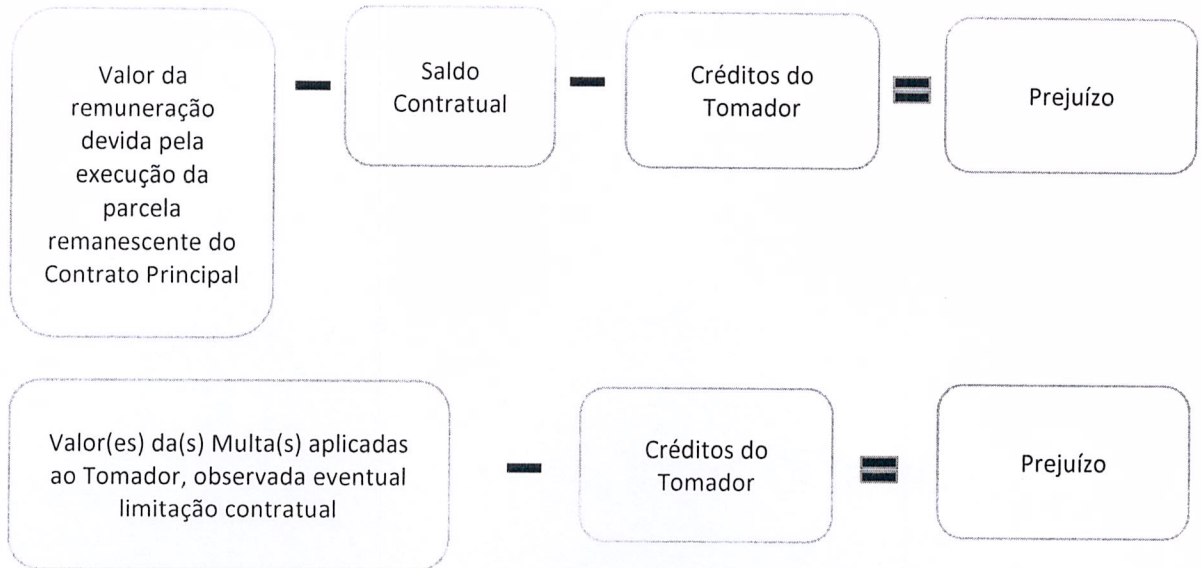 Valor da
remuneração
devida pela
execução da
parcela
remanescente do
Contrato Principal
Saldo
Contratual
Créditos do
Tomador
Prejuízo
Valor(es) da(s) Multa(s) aplicadas
ao Tomador, observada eventual
limitação contratual
Créditos do
Tomador
Prejuízo